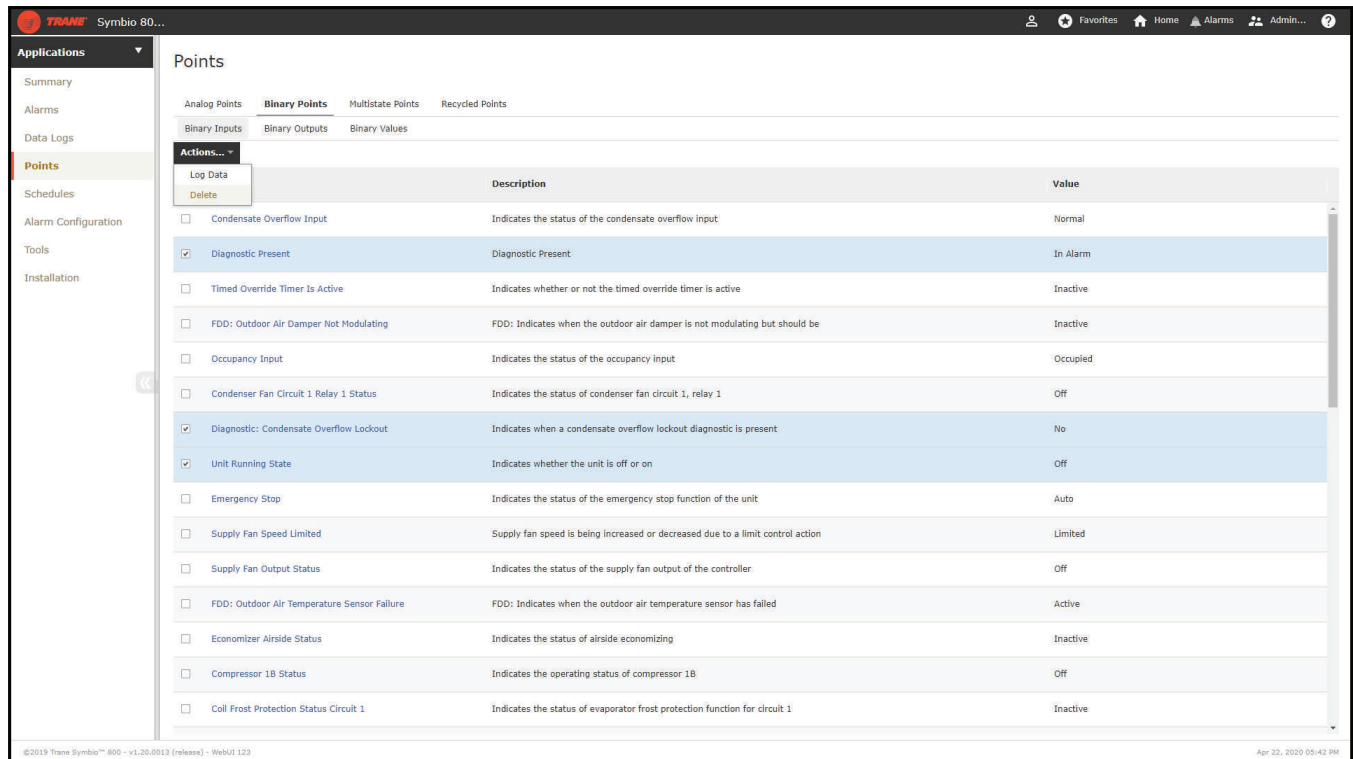 TRANE Symbio 80... Favorites Home Alarms Admin... ?
Applications
Summary
Alarms
Data Logs
Points
Schedules
Alarm Configuration
Tools
Installation
Points
Analog Points Binary Points Multistate Points Recycled Points
Binary Inputs Binary Outputs Binary Values
Actions...
Log Data
Delete
Description Value
Condensate Overflow Input Indicates the status of the condensate overflow input Normal
Diagnostic Present Diagnostic Present In Alarm
Timed Override Timer Is Active Indicates whether or not the timed override timer is active Inactive
FDD: Outdoor Air Damper Not Modulating FDD: Indicates when the outdoor air damper is not modulating but should be Inactive
Occupancy Input Indicates the status of the occupancy input Occupied
Condenser Fan Circuit 1 Relay 1 Status Indicates the status of condenser fan circuit 1, relay 1 Off
Diagnostic: Condensate Overflow Lockout Indicates when a condensate overflow lockout diagnostic is present No
Unit Running State Indicates whether the unit is off or on Off
Emergency Stop Indicates the status of the emergency stop function of the unit Auto
Supply Fan Speed Limited Supply fan speed is being increased or decreased due to a limit control action Limited
Supply Fan Output Status Indicates the status of the supply fan output of the controller Off
FDD: Outdoor Air Temperature Sensor Failure FDD: Indicates when the outdoor air temperature sensor has failed Active
Economizer Airside Status Indicates the status of airside economizing Inactive
Compressor 1B Status Indicates the operating status of compressor 1B Off
Coil Frost Protection Status Circuit 1 Indicates the status of evaporator frost protection function for circuit 1 Inactive
©2019 Trane Symbio™ 800 - v1.20.0013 (release) - WebUI 123 Apr 22, 2020 05:42 PM